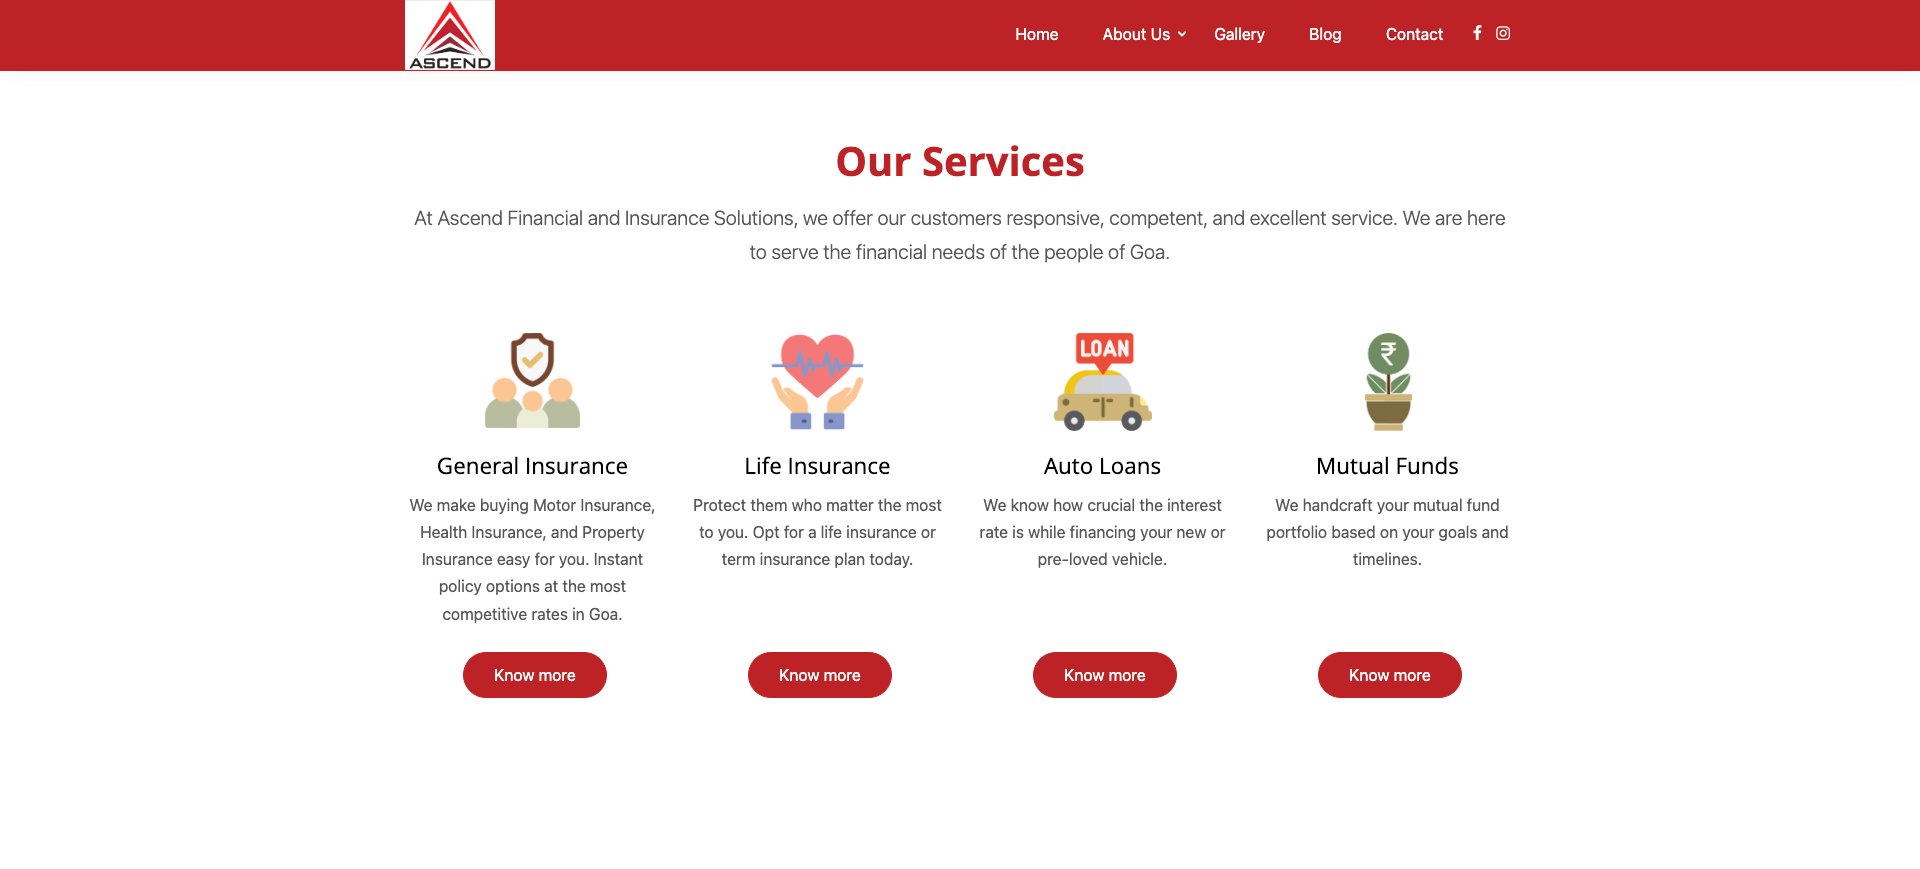 ASCEND
Home
About Us
Gallery
Blog
Contact
Our Services
At Ascend Financial and Insurance Solutions, we offer our customers responsive, competent, and excellent service. We are here
to serve the financial needs of the people of Goa.
LOAN
₹
General Insurance
We make buying Motor Insurance,
Health Insurance, and Property
Insurance easy for you. Instant
policy options at the most
competitive rates in Goa.
Know more
Life Insurance
Protect them who matter the most
to you. Opt for a life insurance or
term insurance plan today.
Know more
Auto Loans
We know how crucial the interest
rate is while financing your new or
pre-loved vehicle.
Know more
Mutual Funds
We handcraft your mutual fund
portfolio based on your goals and
timelines.
Know more